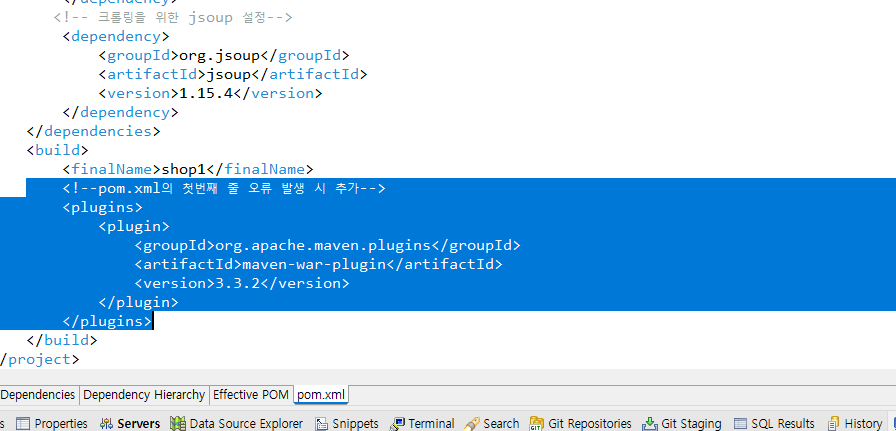 </dependency>
<!-- 크롤링을 위한 jsoup 설정-->
<dependency>
<groupId>org.jsoup</groupId>
<artifactId>jsoup</artifactId>
<version>1.15.4</version>
</dependency>
</dependencies>
<build>
<finalName>shop1</finalName>
<!--pom.xml의 첫번째 줄 오류 발생 시 추가-->
<plugins>
<plugin>
<groupId>org.apache.maven.plugins</groupId>
<artifactId>maven-war-plugin</artifactId>
<version>3.3.2</version>
</plugin>
</plugins>
</build>
/project>
Dependencies Dependency Hierarchy Effective POM pom.xml
s Properties Servers Data Source Explorer Snippets Terminal Search Git Repositories Git Staging SQL Results History